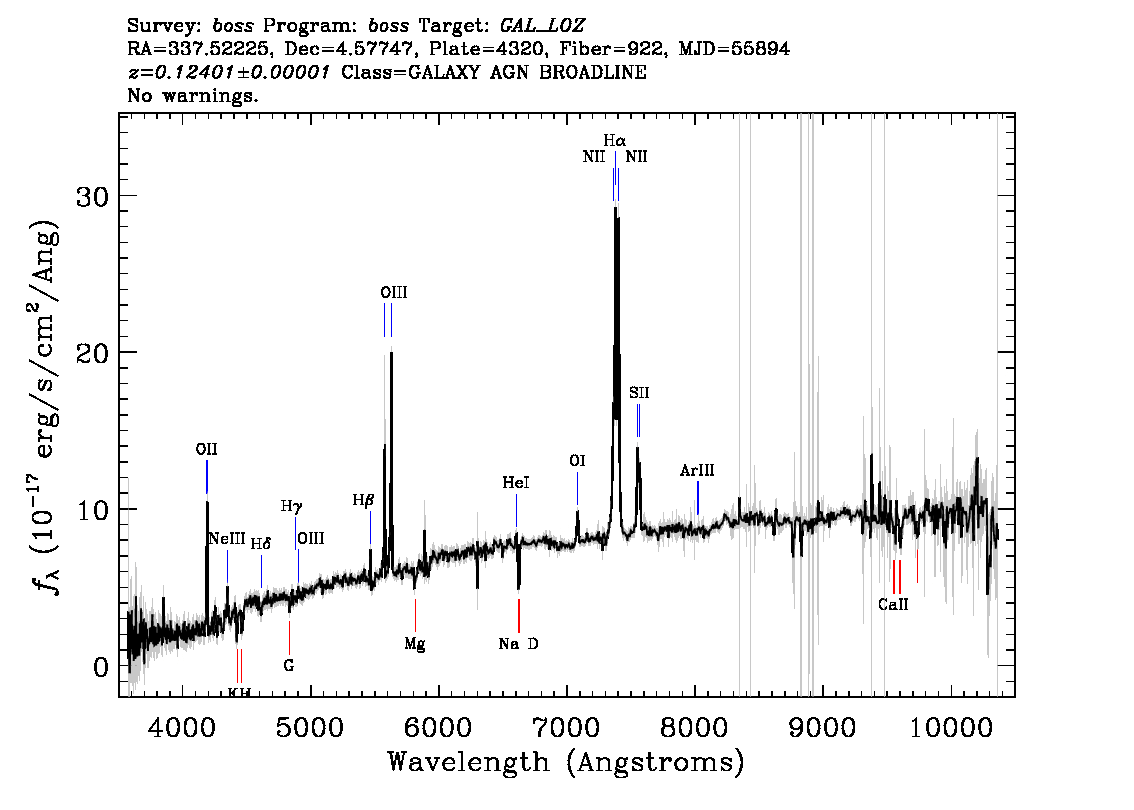 Survey: boss Program: boss Target: GAL_LOZ
RA=337.52225, Dec=4.57747, Plate=4320, Fiber=922, MJD=55894
z=0.12401±0.00001 Class=GALAXY AGN BROADLINE
No warnings.
Hα
NII NII
30
OIII
20
SII
OII
OI
ArIII
HeI
Hβ
Hγ
10
NeIII Hδ OIII
CaII
Mg
Na D
G
0
K H
4000 5000 6000 7000 8000 9000 10000
Wavelength (Angstroms)
fλ (10⁻¹⁷ erg/s/cm²/Ang)